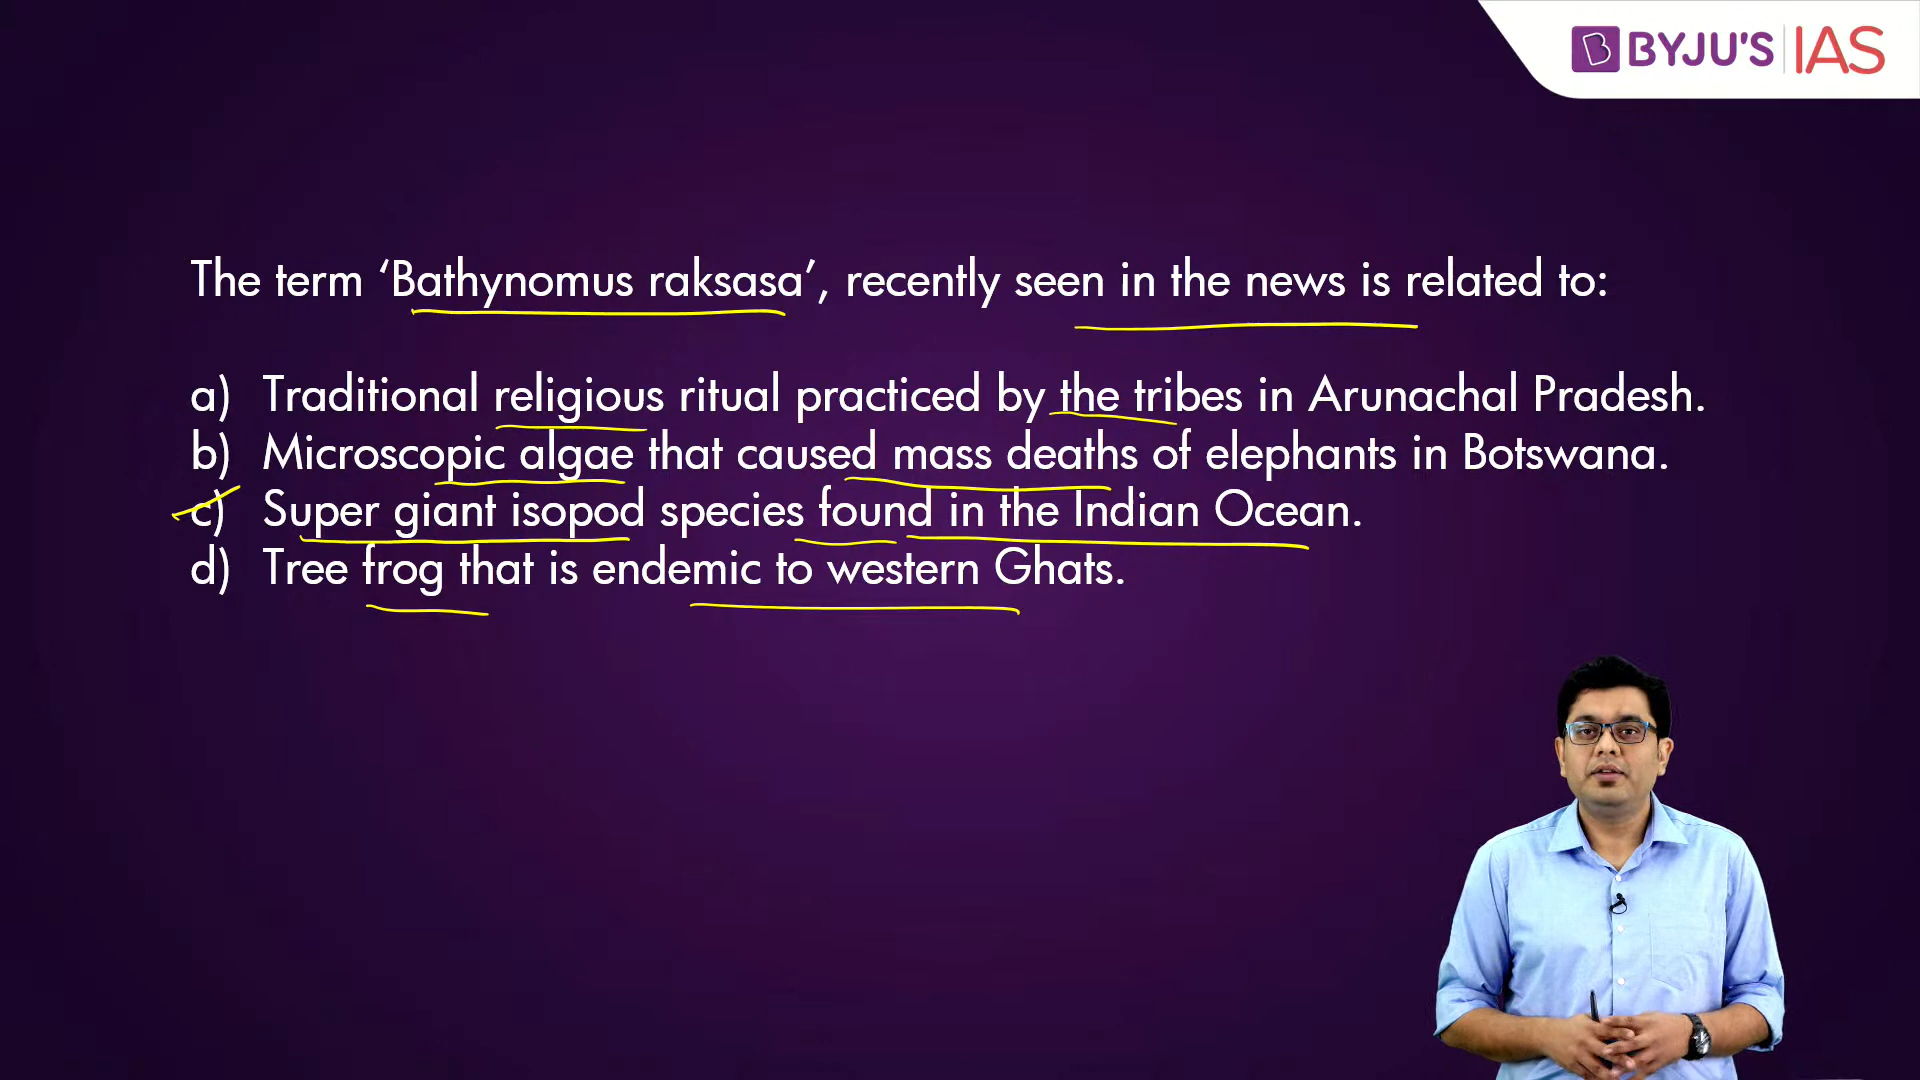 BYJU'S IAS
The term ‘Bathynomus raksasa’, recently seen in the news is related to:
a) Traditional religious ritual practiced by the tribes in Arunachal Pradesh.
b) Microscopic algae that caused mass deaths of elephants in Botswana.
c) Super giant isopod species found in the Indian Ocean.
d) Tree frog that is endemic to western Ghats.